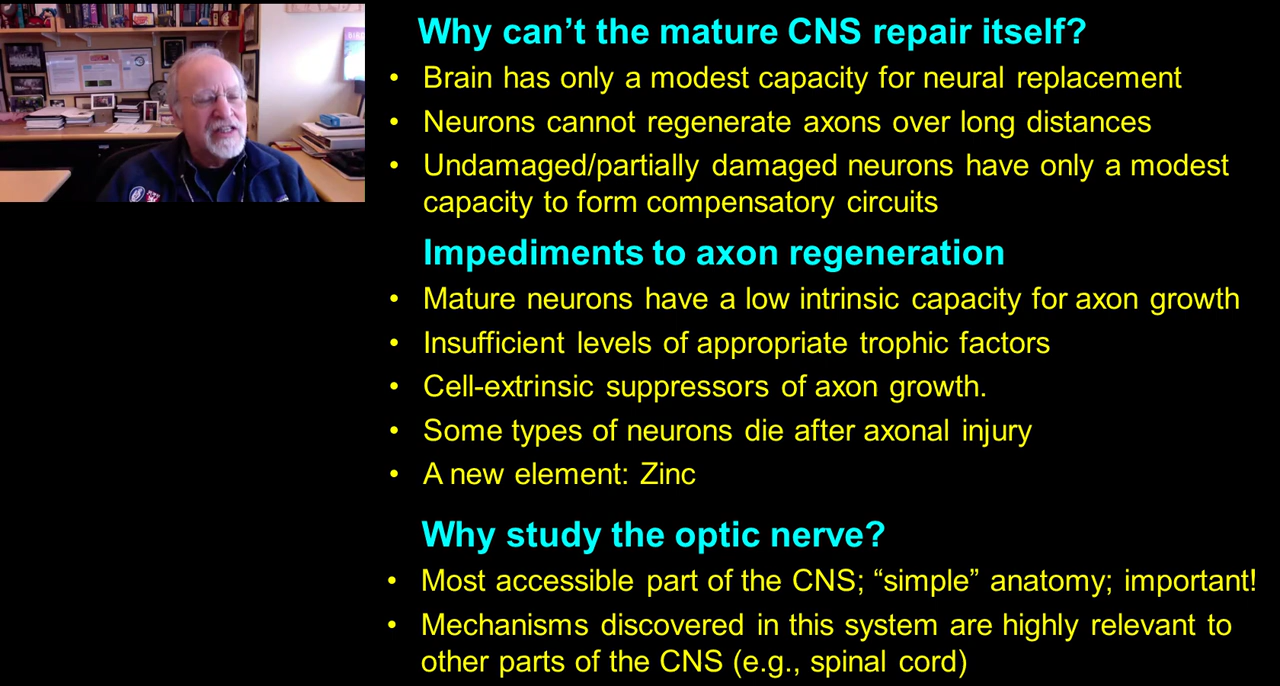 Why can’t the mature CNS repair itself?
• Brain has only a modest capacity for neural replacement
• Neurons cannot regenerate axons over long distances
• Undamaged/partially damaged neurons have only a modest
capacity to form compensatory circuits
Impediments to axon regeneration
• Mature neurons have a low intrinsic capacity for axon growth
• Insufficient levels of appropriate trophic factors
• Cell-extrinsic suppressors of axon growth.
• Some types of neurons die after axonal injury
• A new element: Zinc
Why study the optic nerve?
• Most accessible part of the CNS; “simple” anatomy; important!
• Mechanisms discovered in this system are highly relevant to
other parts of the CNS (e.g., spinal cord)